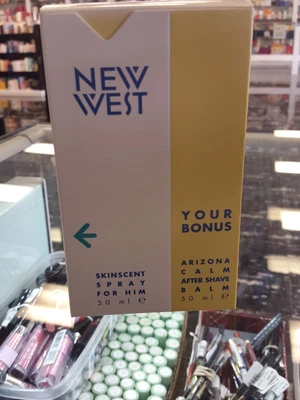 NEW
WEST
YOUR
BONUS
SKINSCENT
SPRAY
FOR HIM
50 ml ℮
ARIZONA
CALM
AFTER SHAVE
BALM
50 ml ℮